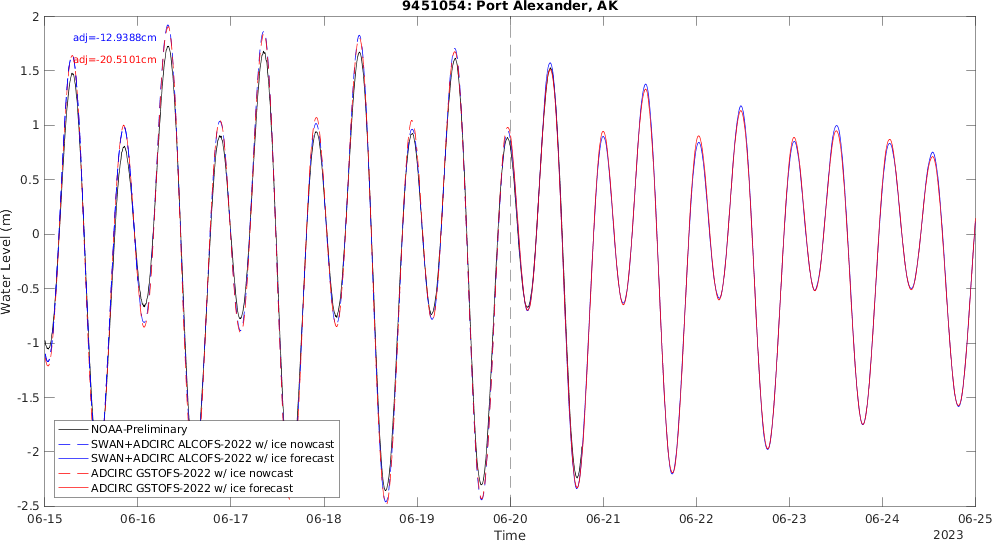 9451054: Port Alexander, AK
adj=-12.9388cm
adj=-20.5101cm
2
1.5
1
0.5
0
-0.5
-1
-1.5
-2
-2.5
Water Level (m)
NOAA-Preliminary
SWAN+ADCIRC ALCOFS-2022 w/ ice nowcast
SWAN+ADCIRC ALCOFS-2022 w/ ice forecast
ADCIRC GSTOFS-2022 w/ ice nowcast
ADCIRC GSTOFS-2022 w/ ice forecast
06-15 06-16 06-17 06-18 06-19 06-20 06-21 06-22 06-23 06-24 06-25
Time
2023